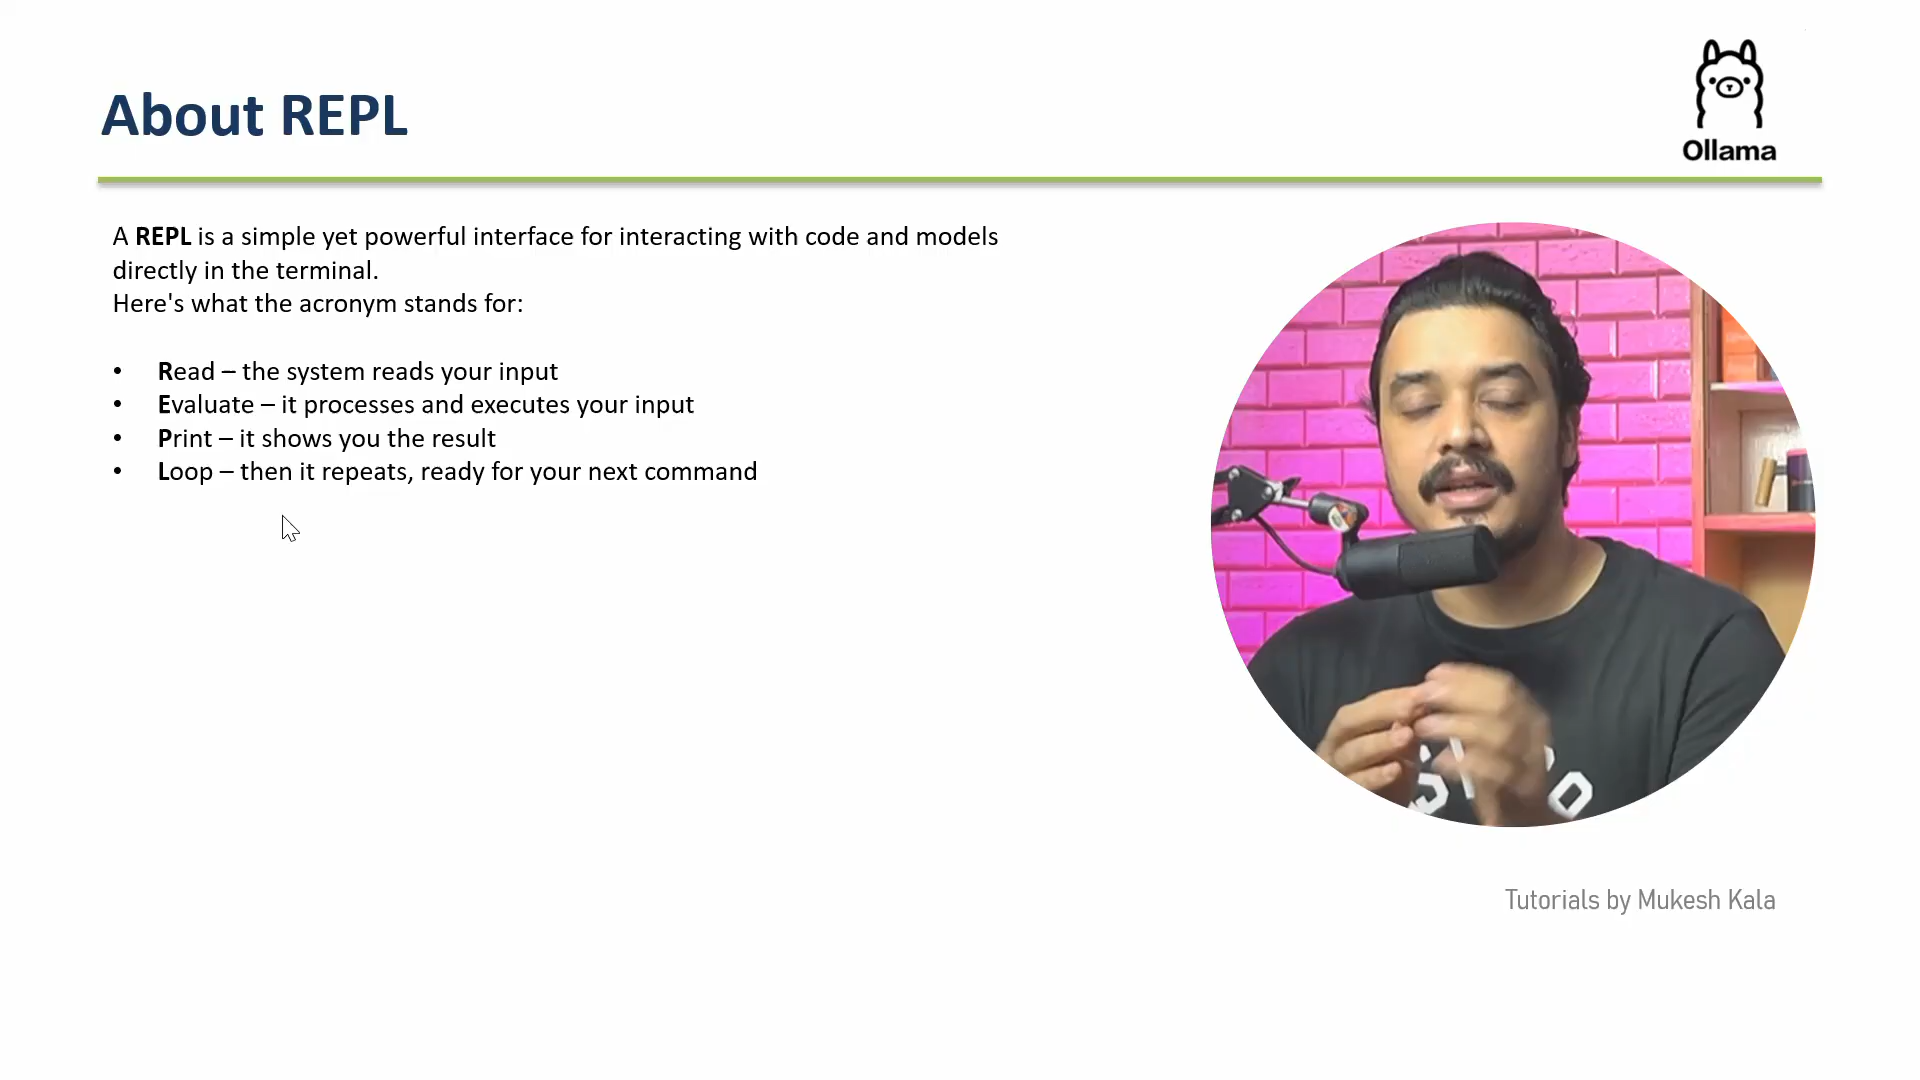 About REPL
Ollama
A REPL is a simple yet powerful interface for interacting with code and models
directly in the terminal.
Here's what the acronym stands for:
• Read – the system reads your input
• Evaluate – it processes and executes your input
• Print – it shows you the result
• Loop – then it repeats, ready for your next command
Tutorials by Mukesh Kala